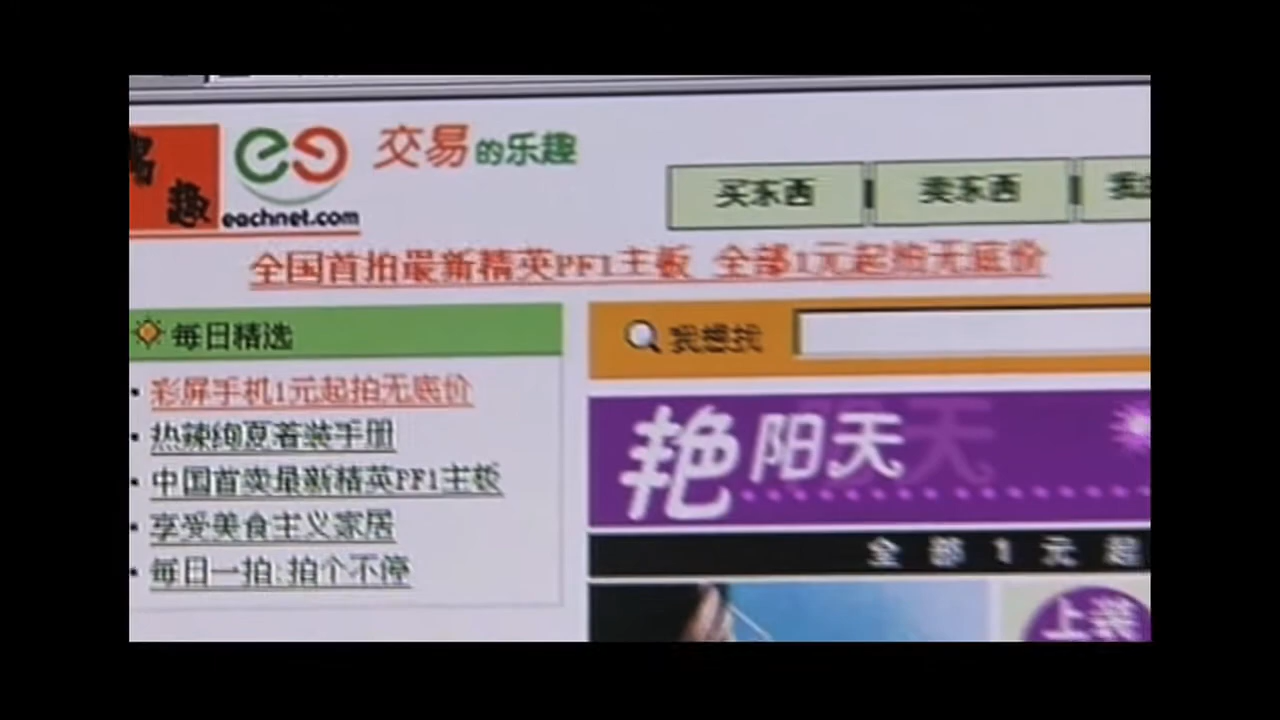 易趣
eachnet.com
交易的乐趣
买东西
卖东西
全国首拍最新精英PF1主板 全部1元起拍无底价
每日精选
我想找
彩屏手机1元起拍无底价
热辣绚夏着装手册
中国首卖最新精英PF1主板
享受美食主义家居
每日一拍:拍个不停
艳阳天
全部1元起
上装